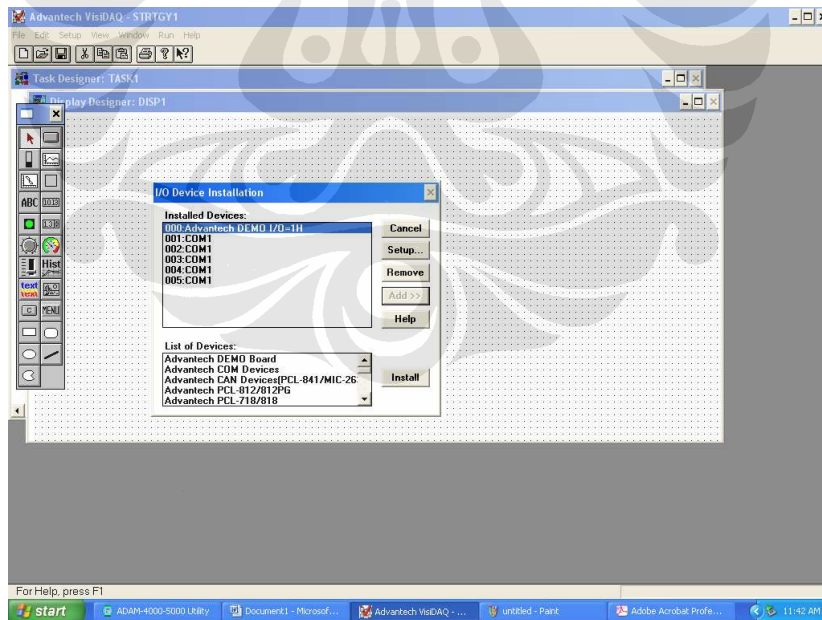 Advantech VisiDAQ - STRTGY1
File Edit Setup View Window Run Help
Task Designer: TASK1
Display Designer: DISP1
ABC
Hist
text
text
MENU
I/O Device Installation
Installed Devices:
000:Advantech DEMO I/O=1H
001:COM1
002:COM1
003:COM1
004:COM1
005:COM1
Cancel
Setup...
Remove
Add >>
Help
List of Devices:
Advantech DEMO Board
Advantech COM Devices
Advantech CAN Devices(PCL-841/MIC-26
Advantech PCL-812/812PG
Advantech PCL-718/818
Install
For Help, press F1
start
ADAM-4000-5000 Utility
Document1 - Microsof...
Advantech VisiDAQ - ...
untitled - Paint
Adobe Acrobat Profe...
11:42 AM